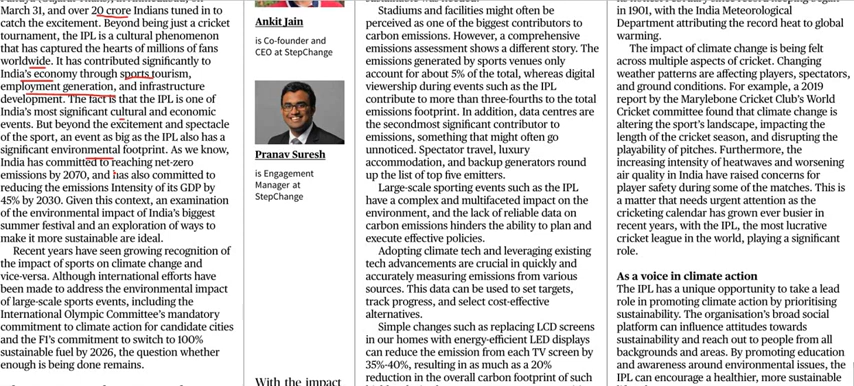 March 31, and over 20 crore Indians tuned in to
catch the excitement. Beyond being just a cricket
tournament, the IPL is a cultural phenomenon
that has captured the hearts of millions of fans
worldwide. It has contributed significantly to
India's economy through sports tourism,
employment generation, and infrastructure
development. The fact is that the IPL is one of
India's most significant cultural and economic
events. But beyond the excitement and spectacle
of the sport, an event as big as the IPL also has a
significant environmental footprint. As we know,
India has committed to reaching net-zero
emissions by 2070, and has also committed to
reducing the emissions Intensity of its GDP by
45% by 2030. Given this context, an examination
of the environmental impact of India's biggest
summer festival and an exploration of ways to
make it more sustainable are ideal.
Recent years have seen growing recognition of
the impact of sports on climate change and
vice-versa. Although international efforts have
been made to address the environmental impact
of large-scale sports events, including the
International Olympic Committee's mandatory
commitment to climate action for candidate cities
and the F1's commitment to switch to 100%
sustainable fuel by 2026, the question whether
enough is being done remains.
Ankit Jain
is Co-founder and
CEO at StepChange
Pranav Suresh
is Engagement
Manager at
StepChange
With the impact
Stadiums and facilities might often be
perceived as one of the biggest contributors to
carbon emissions. However, a comprehensive
emissions assessment shows a different story. The
emissions generated by sports venues only
account for about 5% of the total, whereas digital
viewership during events such as the IPL
contribute to more than three-fourths to the total
emissions footprint. In addition, data centres are
the secondmost significant contributor to
emissions, something that might often go
unnoticed. Spectator travel, luxury
accommodation, and backup generators round
up the list of top five emitters.
Large-scale sporting events such as the IPL
have a complex and multifaceted impact on the
environment, and the lack of reliable data on
carbon emissions hinders the ability to plan and
execute effective policies.
Adopting climate tech and leveraging existing
tech advancements are crucial in quickly and
accurately measuring emissions from various
sources. This data can be used to set targets,
track progress, and select cost-effective
alternatives.
Simple changes such as replacing LCD screens
in our homes with energy-efficient LED displays
can reduce the emission from each TV screen by
35%-40%, resulting in as much as a 20%
reduction in the overall carbon footprint of such
in 1901, with the India Meteorological
Department attributing the record heat to global
warming.
The impact of climate change is being felt
across multiple aspects of cricket. Changing
weather patterns are affecting players, spectators,
and ground conditions. For example, a 2019
report by the Marylebone Cricket Club's World
Cricket committee found that climate change is
altering the sport's landscape, impacting the
length of the cricket season, and disrupting the
playability of pitches. Furthermore, the
increasing intensity of heatwaves and worsening
air quality in India have raised concerns for
player safety during some of the matches. This is
a matter that needs urgent attention as the
cricketing calendar has grown ever busier in
recent years, with the IPL, the most lucrative
cricket league in the world, playing a significant
role.
As a voice in climate action
The IPL has a unique opportunity to take a lead
role in promoting climate action by prioritising
sustainability. The organisation's broad social
platform can influence attitudes towards
sustainability and reach out to people from all
backgrounds and areas. By promoting education
and awareness around environmental issues, the
IPL can encourage a healthier, more sustainable